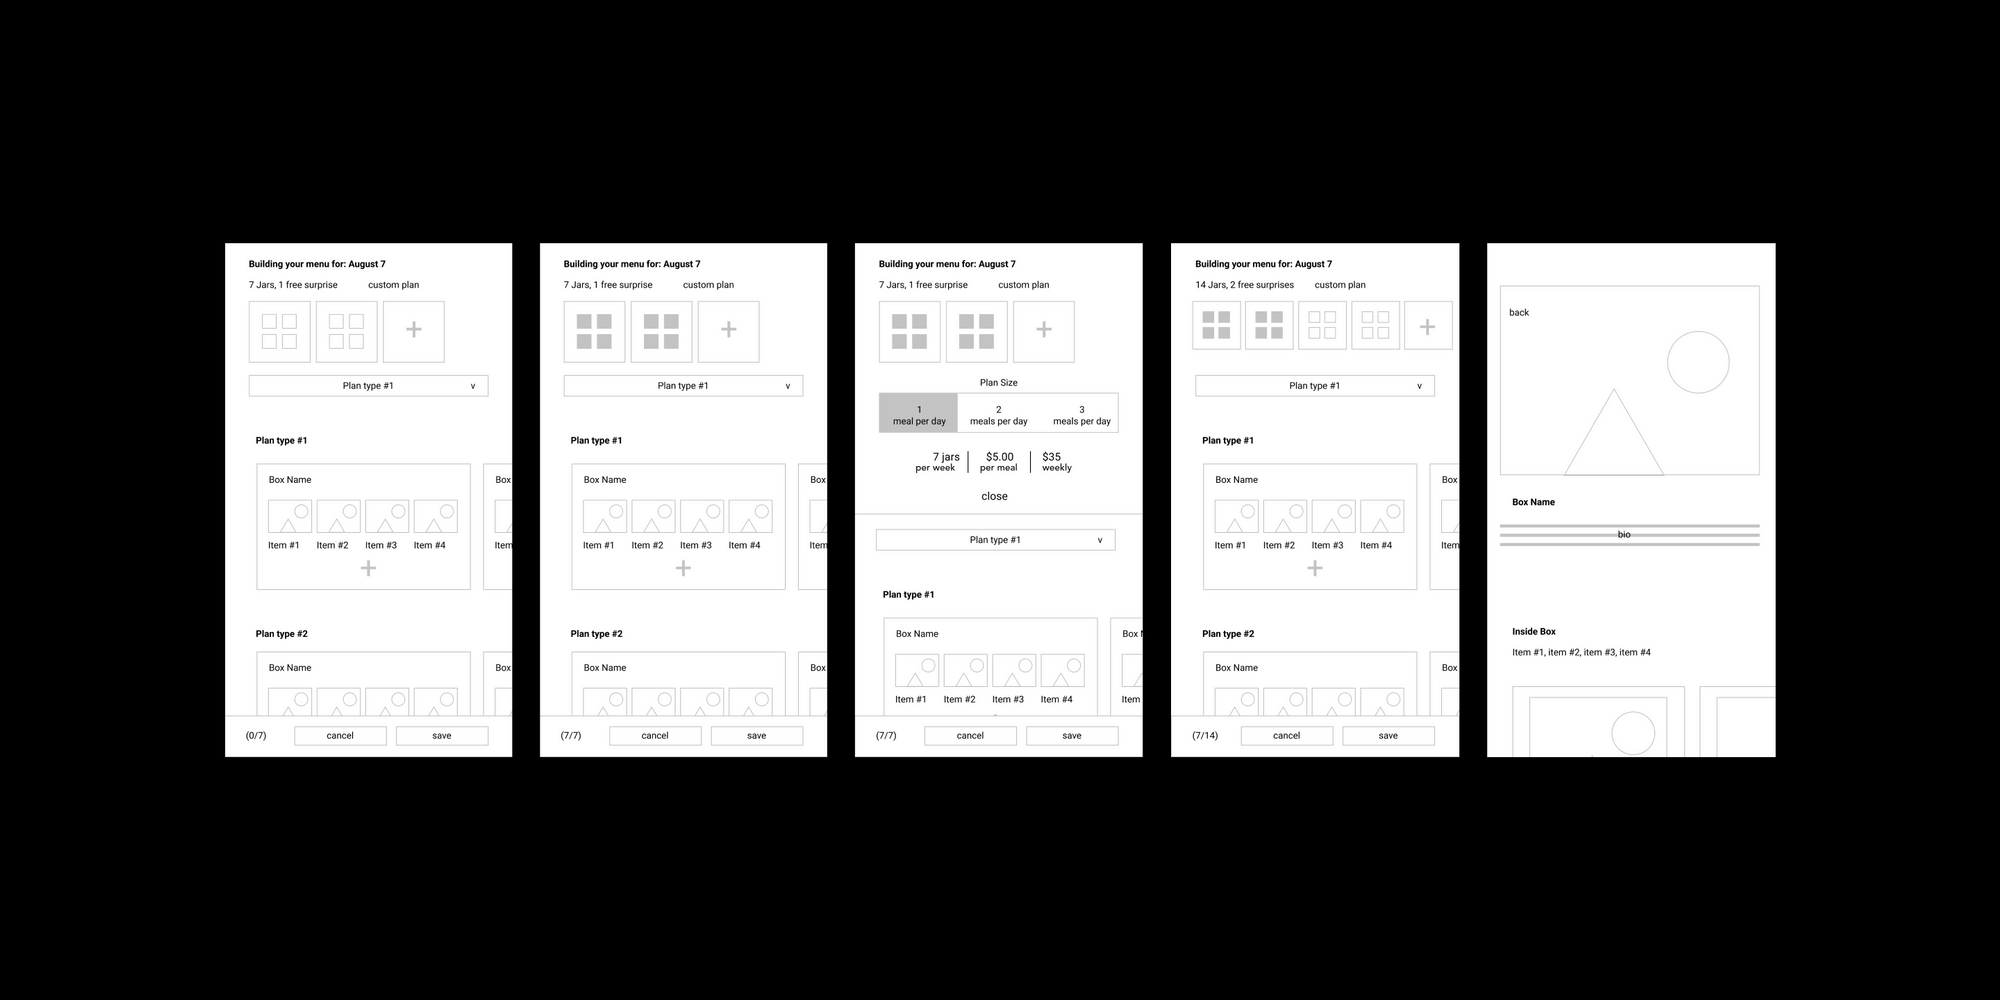 Building your menu for: August 7
7 Jars, 1 free surprise custom plan
Plan type #1 v
Plan type #1
Box Name Box
Item #1 Item #2 Item #3 Item #4 Item
Plan type #2
Box Name Box
(0/7) cancel save
Building your menu for: August 7
7 Jars, 1 free surprise custom plan
Plan type #1 v
Plan type #1
Box Name Box
Item #1 Item #2 Item #3 Item #4 Item
Plan type #2
Box Name Box
(7/7) cancel save
Building your menu for: August 7
7 Jars, 1 free surprise custom plan
Plan Size
1 2 3
meal per day meals per day meals per day
7 jars $5.00 $35
per week per meal weekly
close
Plan type #1 v
Plan type #1
Box Name Box
Item #1 Item #2 Item #3 Item #4 Item
(7/7) cancel save
Building your menu for: August 7
14 Jars, 2 free surprises custom plan
Plan type #1 v
Plan type #1
Box Name Box
Item #1 Item #2 Item #3 Item #4 Item
Plan type #2
Box Name Box
(7/14) cancel save
back
Box Name
bio
Inside Box
Item #1, item #2, item #3, item #4